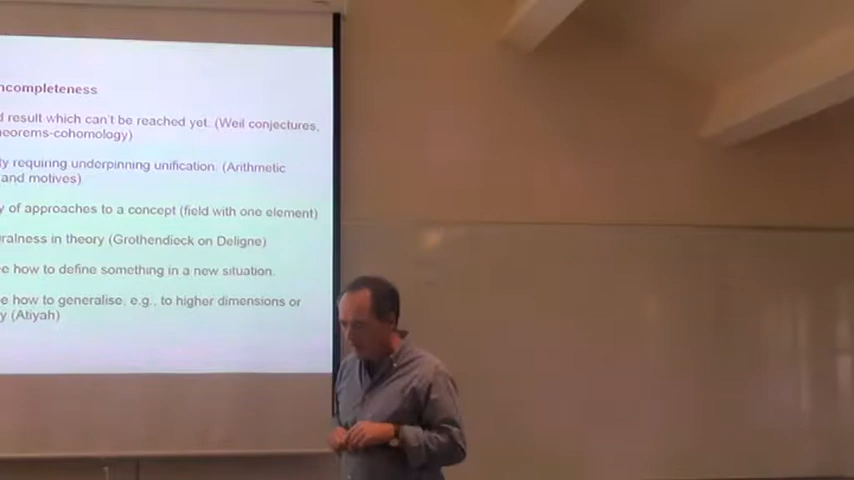 ncompleteness
d result which can't be reached yet. (Weil conjectures,
eorems-cohomology)
y requiring underpinning unification. (Arithmetic
and motives)
y of approaches to a concept (field with one element)
ralness in theory (Grothendieck on Deligne)
e how to define something in a new situation.
e how to generalise, e.g., to higher dimensions or
y (Atiyah)